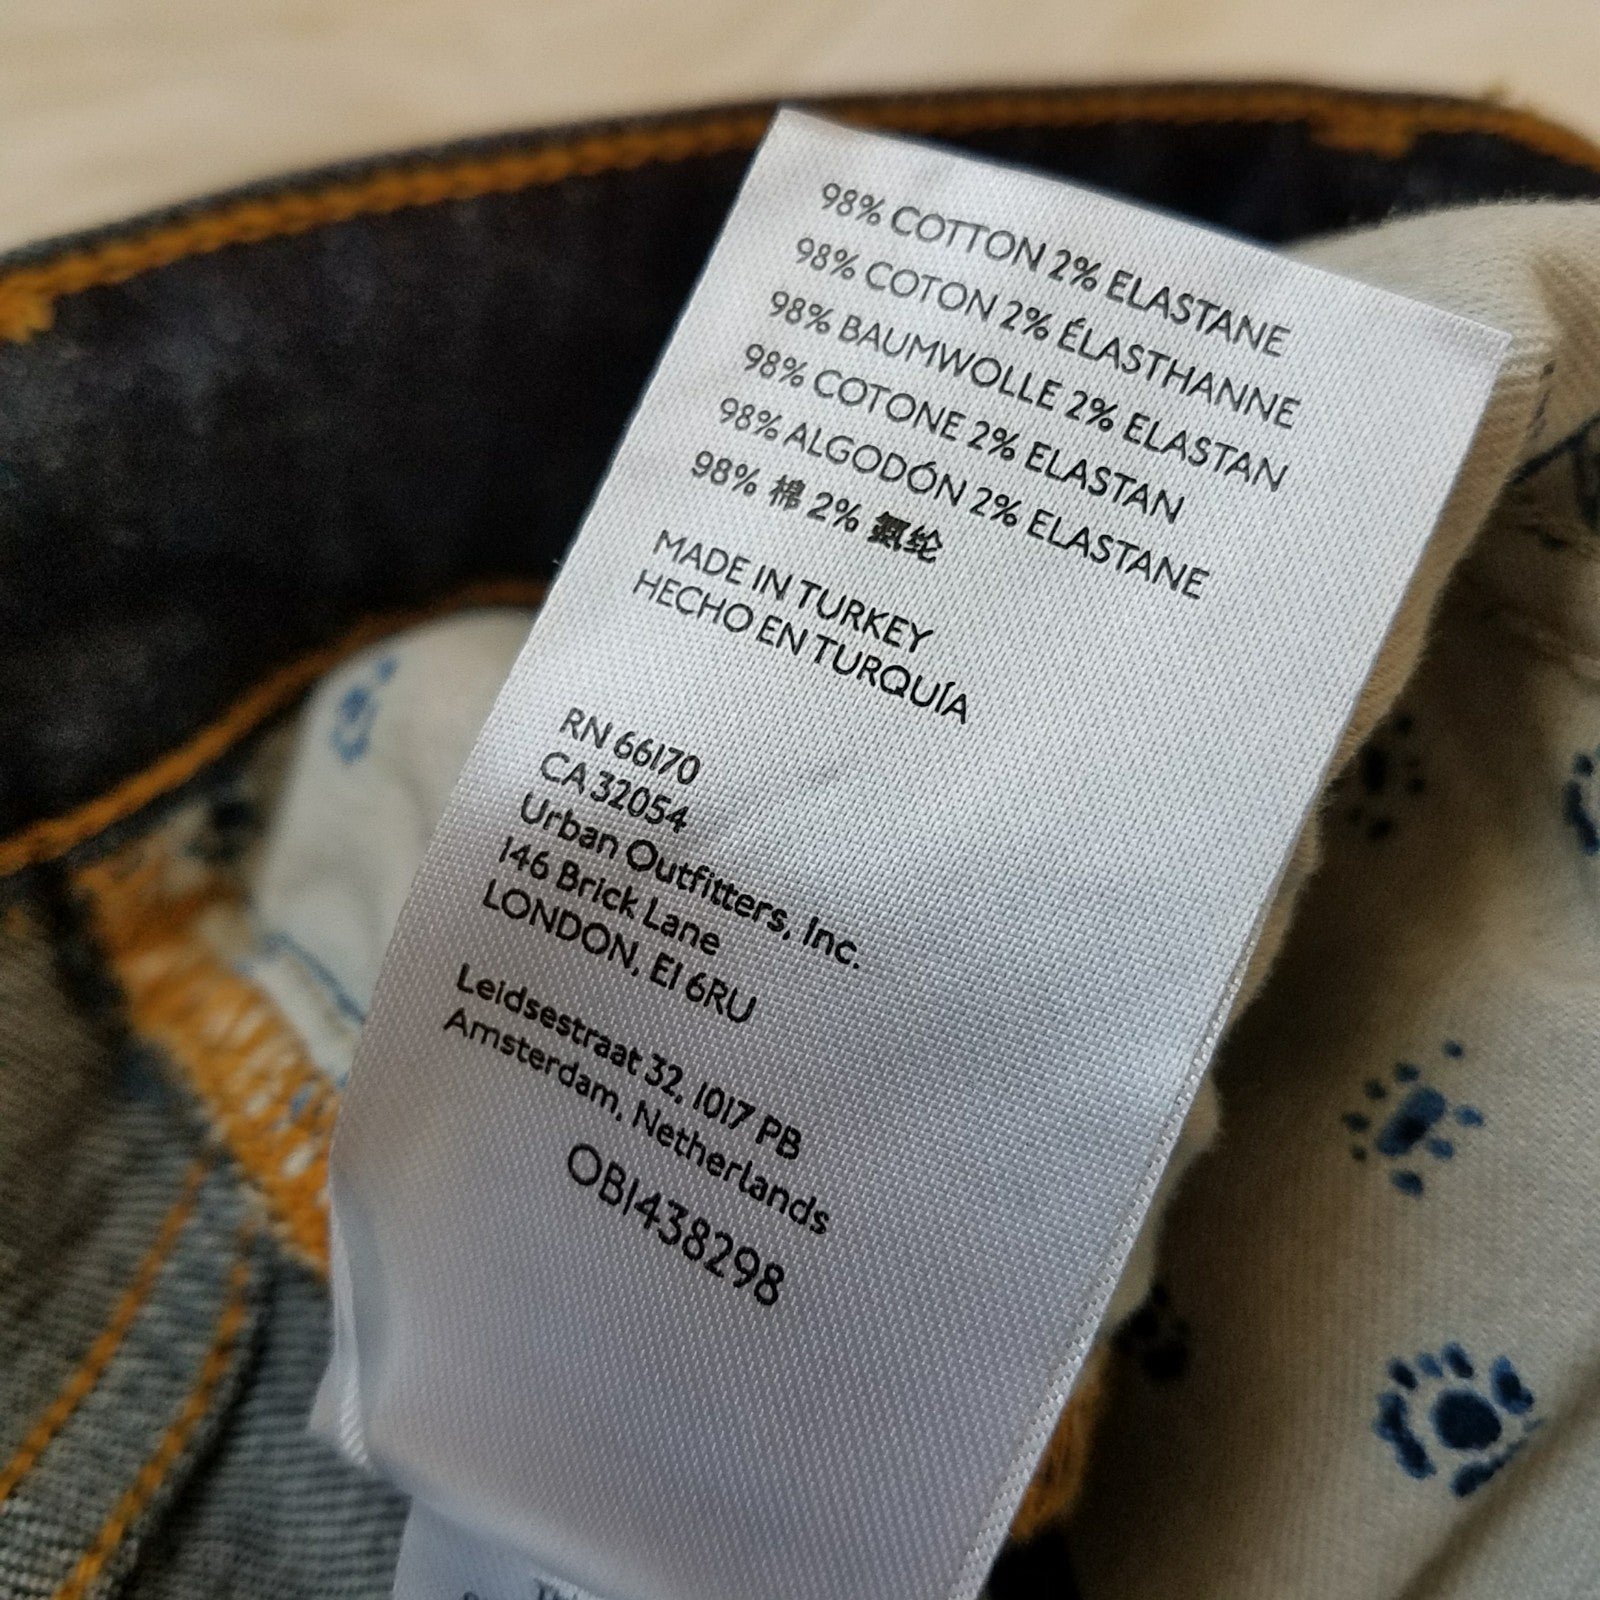 98% COTTON 2% ELASTANE
98% COTON 2% ÉLASTHANNE
98% BAUMWOLLE 2% ELASTAN
98% COTONE 2% ELASTAN
98% ALGODÓN 2% ELASTANE
98% 棉 2% 氨纶
MADE IN TURKEY
HECHO EN TURQUÍA
RN 66170
CA 32054
Urban Outfitters, Inc.
146 Brick Lane
LONDON, E1 6RU
Leidsestraat 32, 1017 PB
Amsterdam, Netherlands
OB1438298